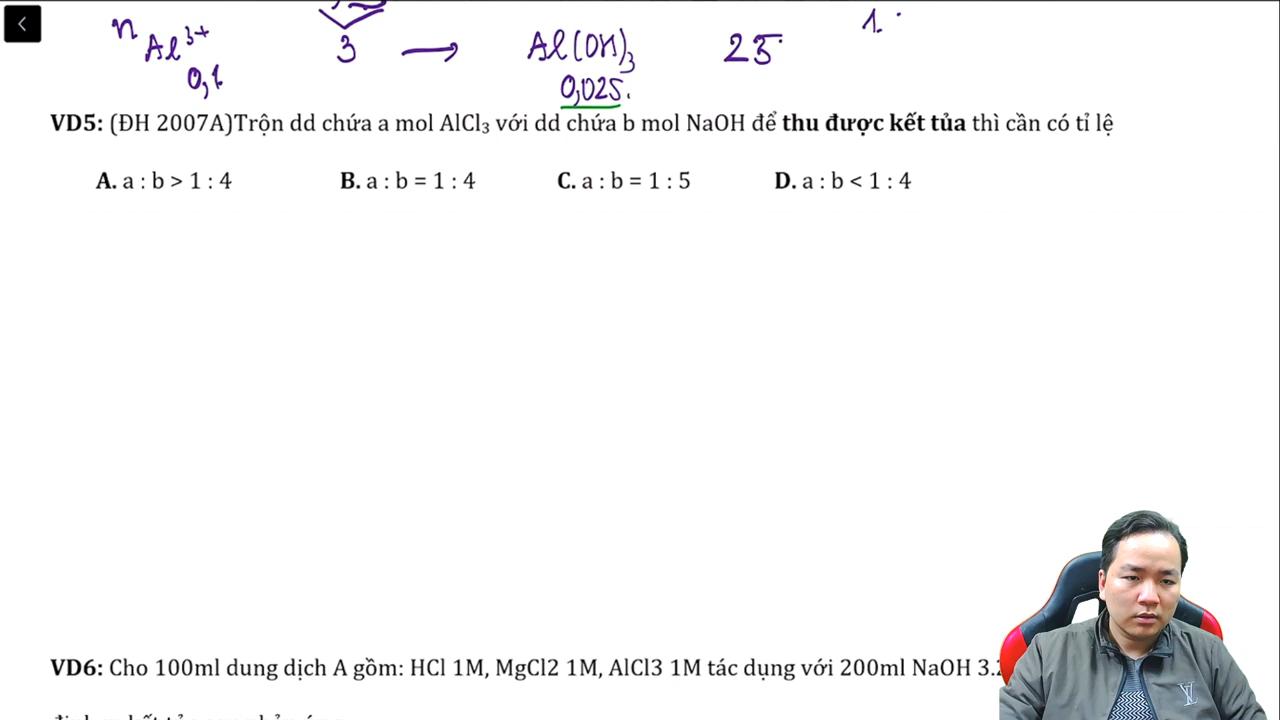 n Al³⁺ 3 → Al(OH)₃ 25 1.
0,1 0,025.
VD5: (ĐH 2007A)Trộn dd chứa a mol AlCl₃ với dd chứa b mol NaOH để thu được kết tủa thì cần có tỉ lệ
A. a : b > 1 : 4 B. a : b = 1 : 4 C. a : b = 1 : 5 D. a : b < 1 : 4
VD6: Cho 100ml dung dịch A gồm: HCl 1M, MgCl2 1M, AlCl3 1M tác dụng với 200ml NaOH